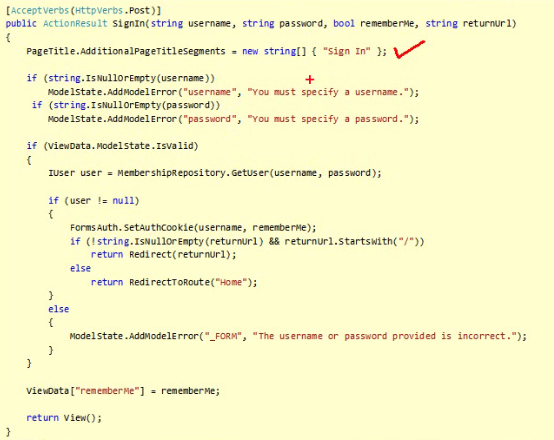 [AcceptVerbs(HttpVerbs.Post)]
public ActionResult SignIn(string username, string password, bool rememberMe, string returnUrl)
{
PageTitle.AdditionalPageTitleSegments = new string[] { "Sign In" };
if (string.IsNullOrEmpty(username))
ModelState.AddModelError("username", "You must specify a username.");
if (string.IsNullOrEmpty(password))
ModelState.AddModelError("password", "You must specify a password.");
if (ViewData.ModelState.IsValid)
{
IUser user = MembershipRepository.GetUser(username, password);
if (user != null)
{
FormsAuth.SetAuthCookie(username, rememberMe);
if (!string.IsNullOrEmpty(returnUrl) && returnUrl.StartsWith("/"))
return Redirect(returnUrl);
else
return RedirectToRoute("Home");
}
else
{
ModelState.AddModelError("_FORM", "The username or password provided is incorrect.");
}
}
ViewData["rememberMe"] = rememberMe;
return View();
}